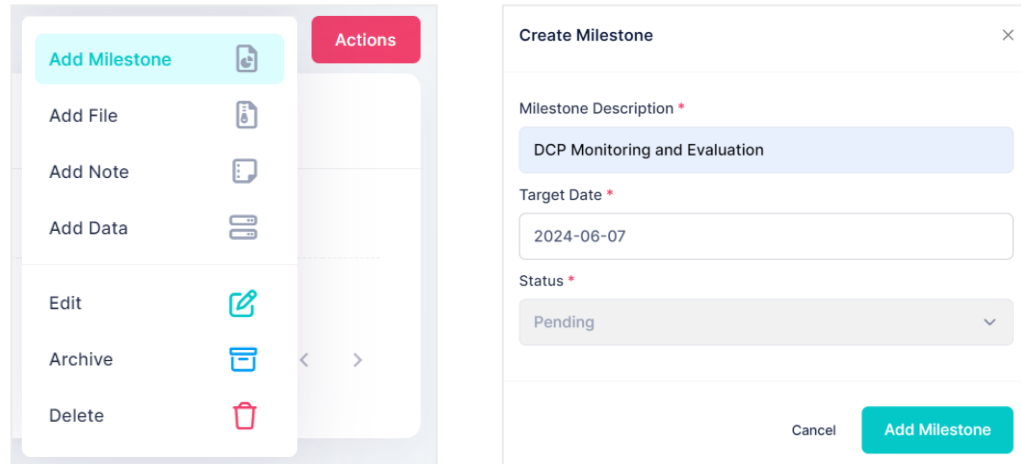 Actions
Add Milestone
Add File
Add Note
Add Data
Edit
Archive
Delete
Create Milestone
Milestone Description *
DCP Monitoring and Evaluation
Target Date *
2024-06-07
Status *
Pending
Cancel
Add Milestone